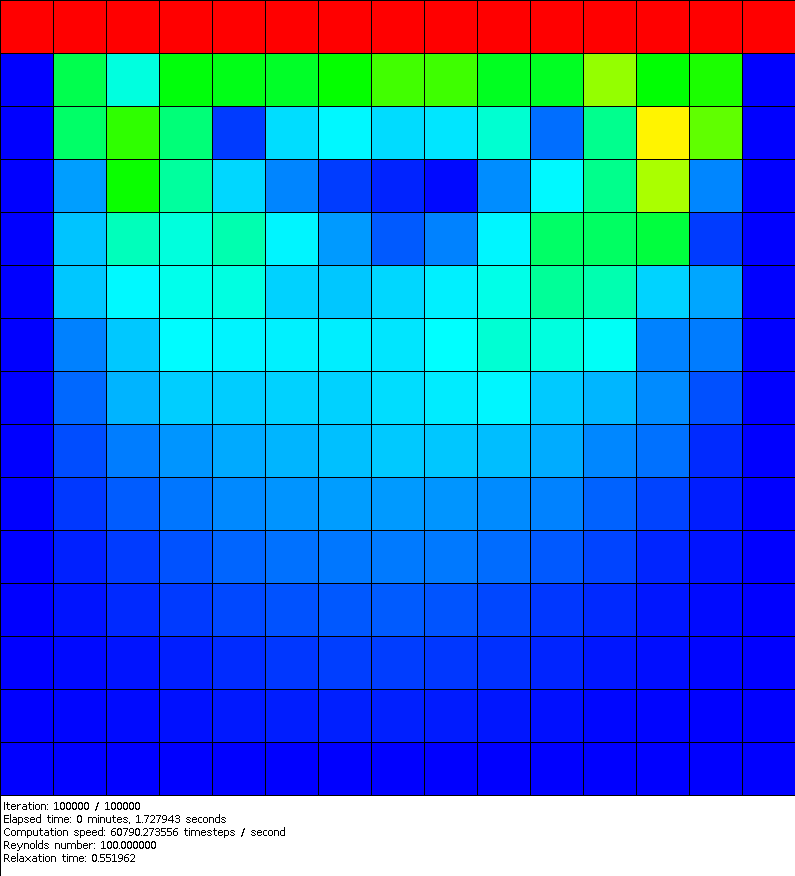 Iteration: 100000 / 100000
Elapsed time: 0 minutes, 1.727943 seconds
Computation speed: 60790.273556 timesteps / second
Reynolds number: 100.000000
Relaxation time: 0.551962